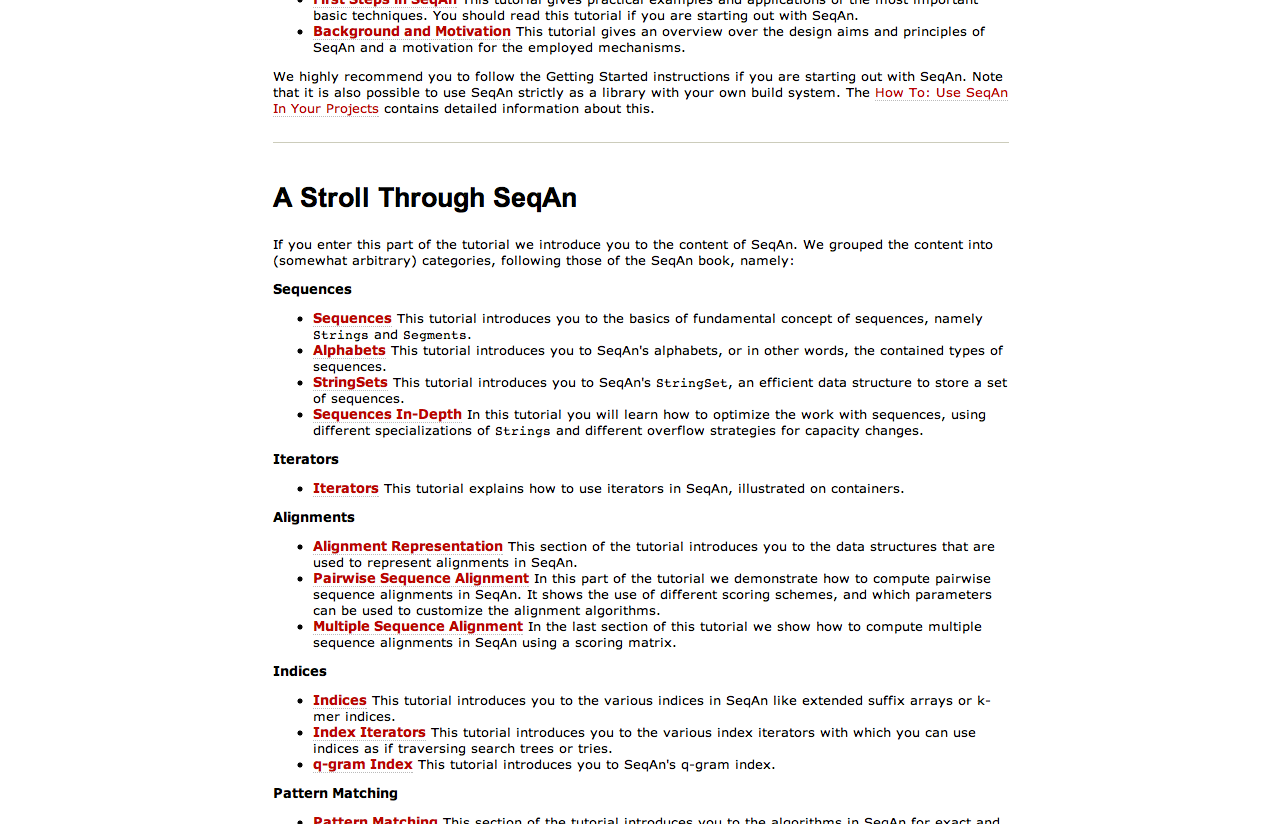 First Steps in SeqAn This tutorial gives practical examples and applications of the most important
basic techniques. You should read this tutorial if you are starting out with SeqAn.
Background and Motivation This tutorial gives an overview over the design aims and principles of
SeqAn and a motivation for the employed mechanisms.
We highly recommend you to follow the Getting Started instructions if you are starting out with SeqAn. Note
that it is also possible to use SeqAn strictly as a library with your own build system. The How To: Use SeqAn
In Your Projects contains detailed information about this.
A Stroll Through SeqAn
If you enter this part of the tutorial we introduce you to the content of SeqAn. We grouped the content into
(somewhat arbitrary) categories, following those of the SeqAn book, namely:
Sequences
Sequences This tutorial introduces you to the basics of fundamental concept of sequences, namely
Strings and Segments.
Alphabets This tutorial introduces you to SeqAn's alphabets, or in other words, the contained types of
sequences.
StringSets This tutorial introduces you to SeqAn's StringSet, an efficient data structure to store a set
of sequences.
Sequences In-Depth In this tutorial you will learn how to optimize the work with sequences, using
different specializations of Strings and different overflow strategies for capacity changes.
Iterators
Iterators This tutorial explains how to use iterators in SeqAn, illustrated on containers.
Alignments
Alignment Representation This section of the tutorial introduces you to the data structures that are
used to represent alignments in SeqAn.
Pairwise Sequence Alignment In this part of the tutorial we demonstrate how to compute pairwise
sequence alignments in SeqAn. It shows the use of different scoring schemes, and which parameters
can be used to customize the alignment algorithms.
Multiple Sequence Alignment In the last section of this tutorial we show how to compute multiple
sequence alignments in SeqAn using a scoring matrix.
Indices
Indices This tutorial introduces you to the various indices in SeqAn like extended suffix arrays or k-
mer indices.
Index Iterators This tutorial introduces you to the various index iterators with which you can use
indices as if traversing search trees or tries.
q-gram Index This tutorial introduces you to SeqAn's q-gram index.
Pattern Matching
Pattern Matching This section of the tutorial introduces you to the algorithms in SeqAn for exact and